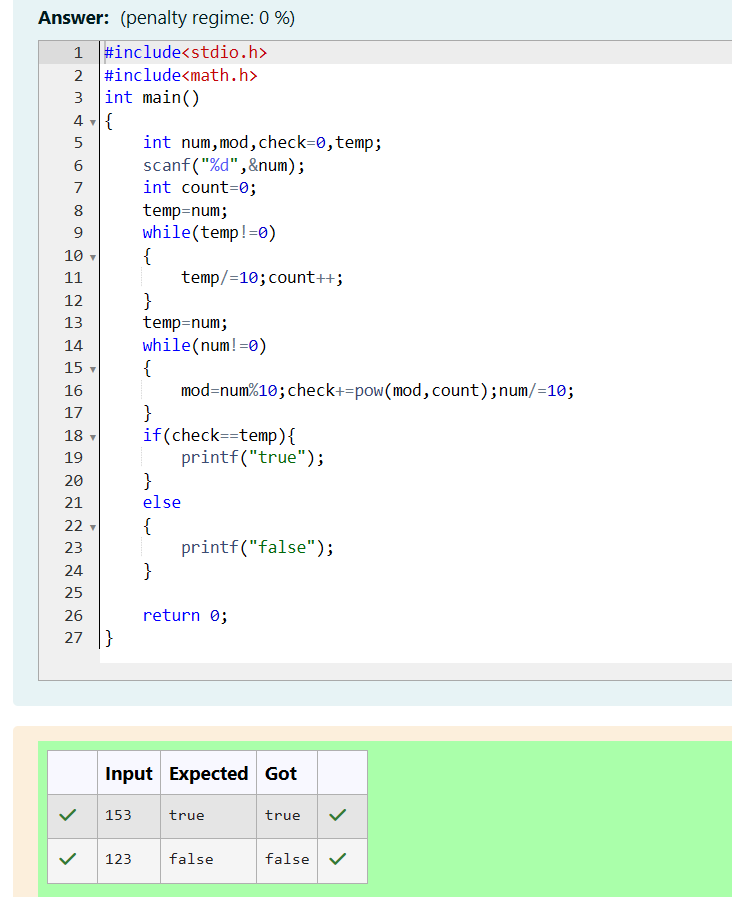 Answer: (penalty regime: 0 %)
1 #include<stdio.h>
2 #include<math.h>
3 int main()
4 {
5 int num,mod,check=0,temp;
6 scanf("%d",&num);
7 int count=0;
8 temp=num;
9 while(temp!=0)
10 {
11 temp/=10;count++;
12 }
13 temp=num;
14 while(num!=0)
15 {
16 mod=num%10;check+=pow(mod,count);num/=10;
17 }
18 if(check==temp){
19 printf("true");
20 }
21 else
22 {
23 printf("false");
24 }
25
26 return 0;
27 }
Input Expected Got
153 true true
123 false false